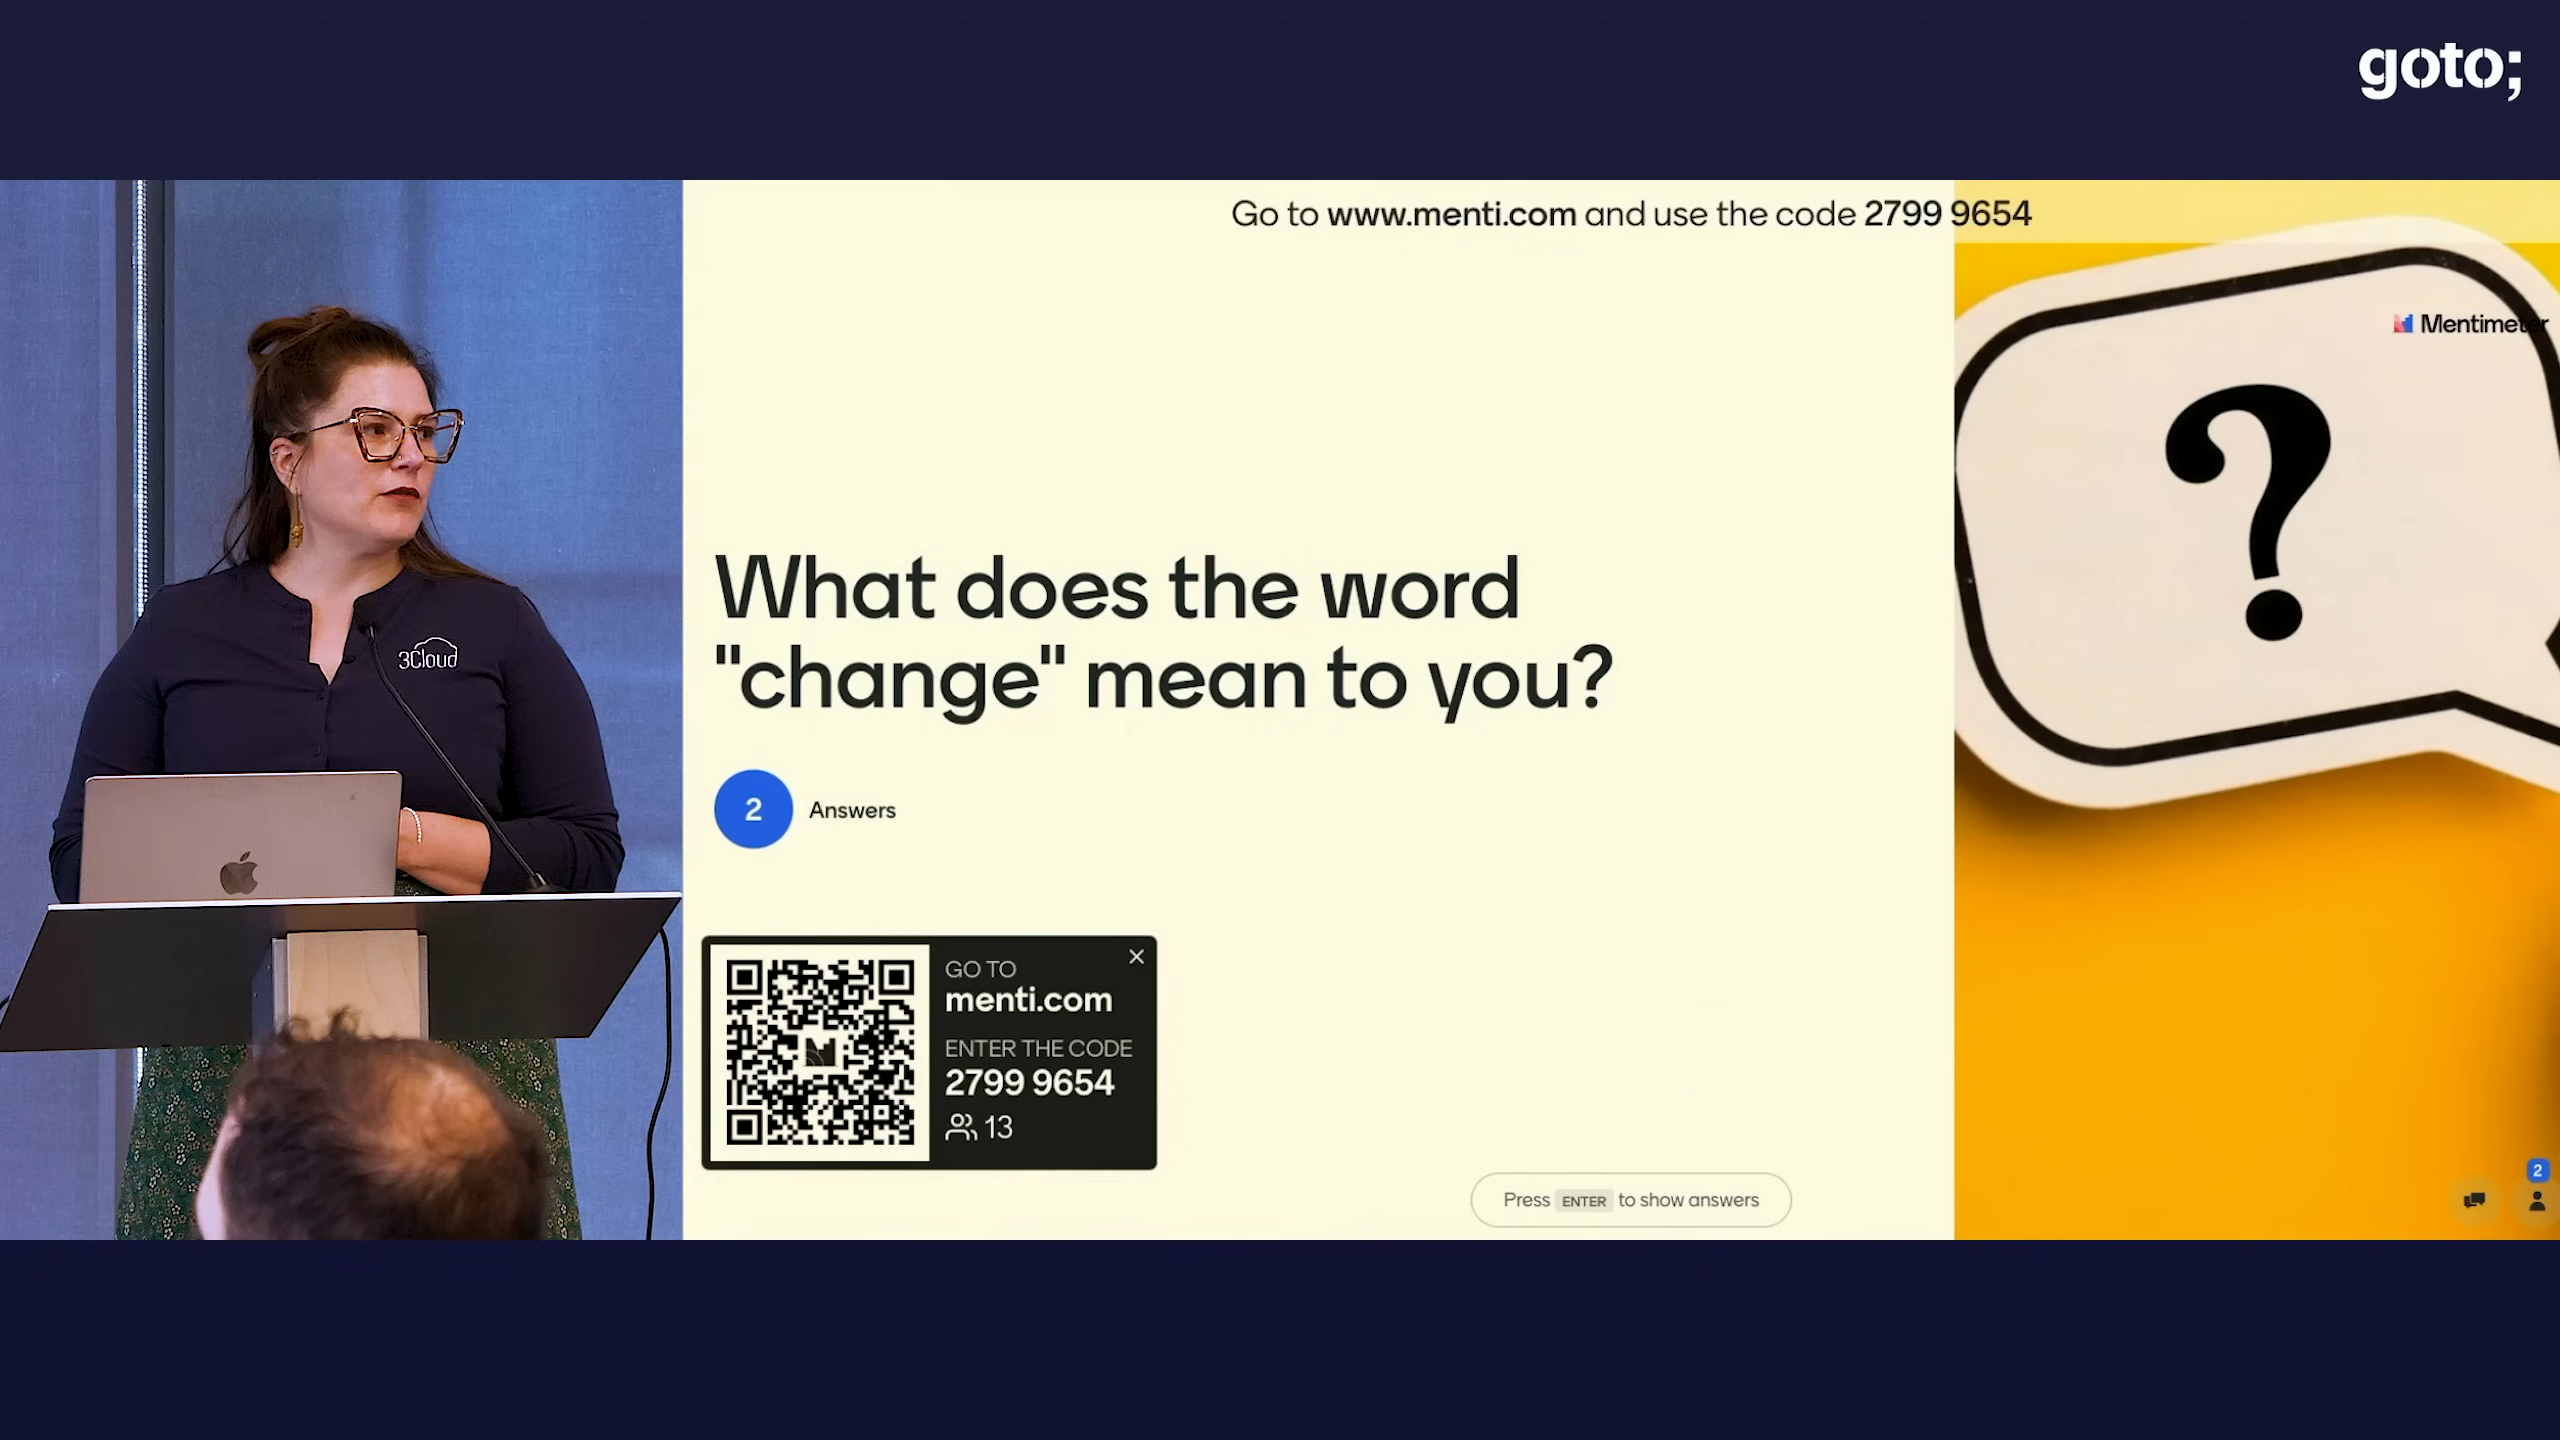 goto;
Go to www.menti.com and use the code 2799 9654
Mentimeter
3Cloud
What does the word
"change" mean to you?
2 Answers
GO TO
menti.com
ENTER THE CODE
2799 9654
13
Press ENTER to show answers
2